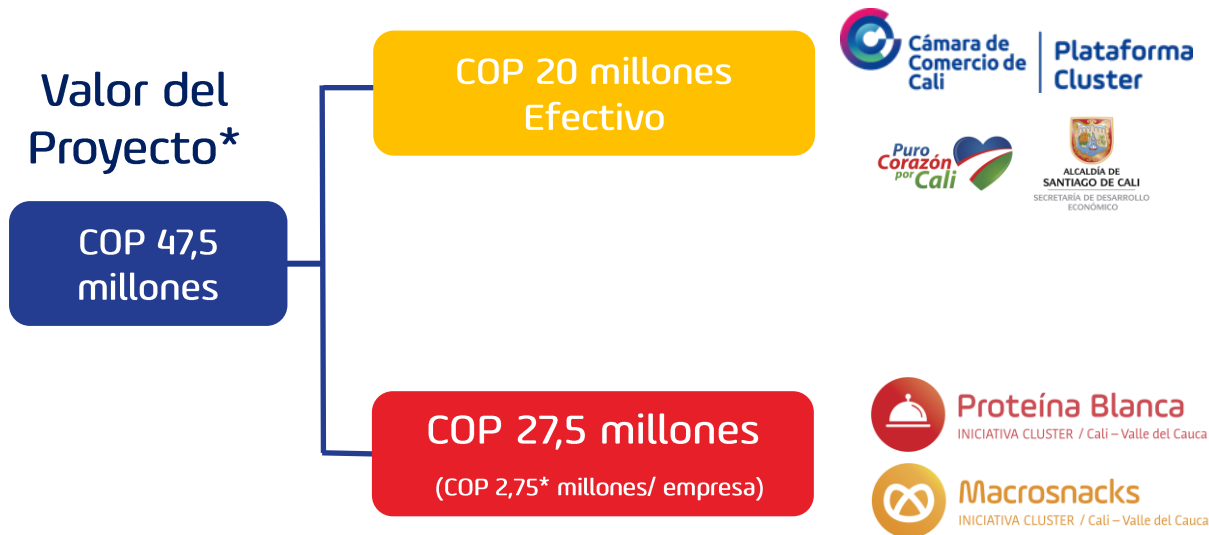 Valor del
Proyecto*
COP 47,5
millones
COP 20 millones
Efectivo
Cámara de
Comercio de
Cali
Plataforma
Cluster
Puro
Corazón
por Cali
ALCALDÍA DE
SANTIAGO DE CALI
SECRETARÍA DE DESARROLLO
ECONÓMICO
COP 27,5 millones
(COP 2,75* millones/ empresa)
Proteína Blanca
INICIATIVA CLUSTER / Cali – Valle del Cauca
Macrosnacks
INICIATIVA CLUSTER / Cali – Valle del Cauca